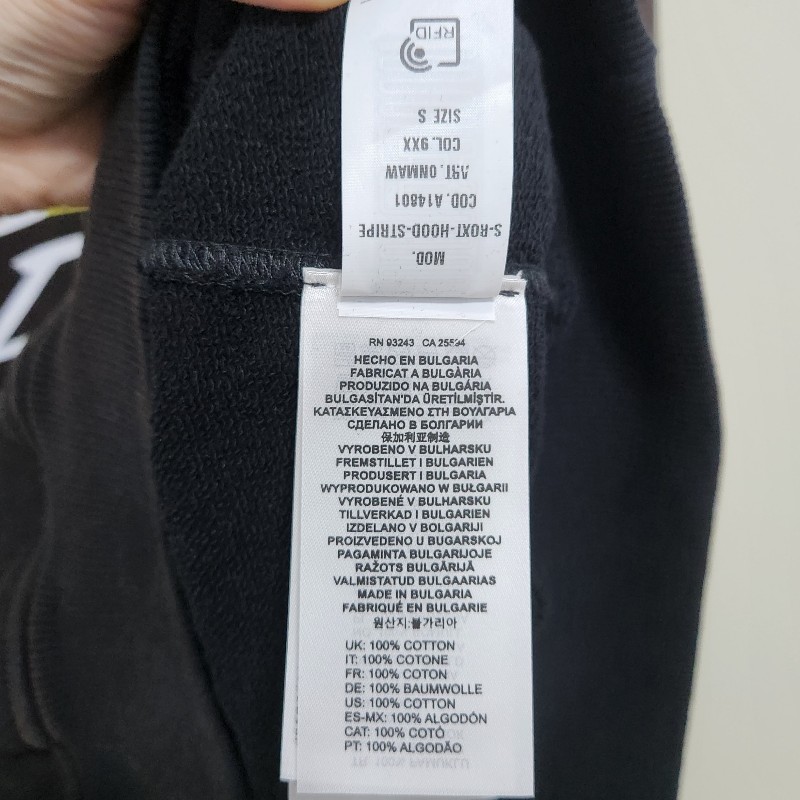 RFID
SIZE S
COL. 9XX
ART. 0NMAW
COD. A14801
S-ROXT-HOOD-STRIPE
MOD.
RN 93243 CA 25594
HECHO EN BULGARIA
FABRICAT A BULGÀRIA
PRODUZIDO NA BULGÁRIA
BULGASİTAN'DA ÜRETİLMİŞTİR.
ΚΑΤΑΣΚΕΥΑΣΜΕΝΟ ΣΤΗ ΒΟΥΛΓΑΡΙΑ
СДЕЛАНО В БОЛГАРИИ
保加利亚制造
VYROBENO V BULHARSKU
FREMSTILLET I BULGARIEN
PRODUSERT I BULGARIA
WYPRODUKOWANO W BUŁGARII
VYROBENÉ V BULHARSKU
TILLVERKAD I BULGARIEN
IZDELANO V BOLGARIJI
PROIZVEDENO U BUGARSKOJ
PAGAMINTA BULGARIJOJE
RAŽOTS BULGĀRIJĀ
VALMISTATUD BULGAARIAS
MADE IN BULGARIA
FABRIQUÉ EN BULGARIE
원산지:불가리아
UK: 100% COTTON
IT: 100% COTONE
FR: 100% COTON
DE: 100% BAUMWOLLE
US: 100% COTTON
ES-MX: 100% ALGODÓN
CAT: 100% COTÓ
PT: 100% ALGODÃO